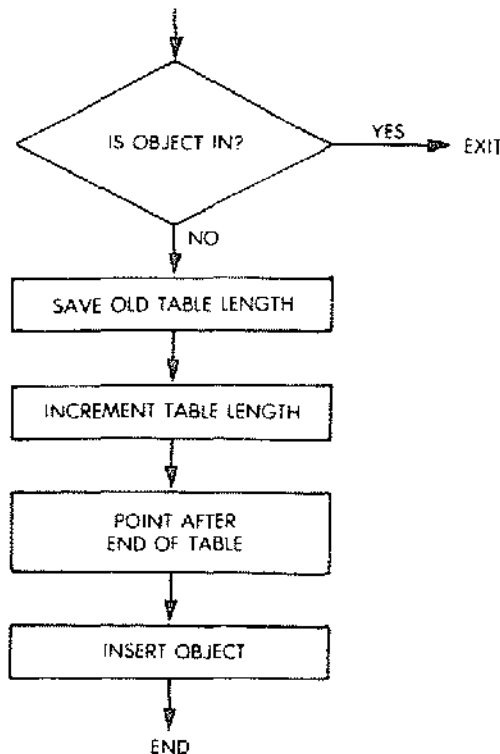 IS OBJECT IN?
YES
EXIT
NO
SAVE OLD TABLE LENGTH
INCREMENT TABLE LENGTH
POINT AFTER
END OF TABLE
INSERT OBJECT
END